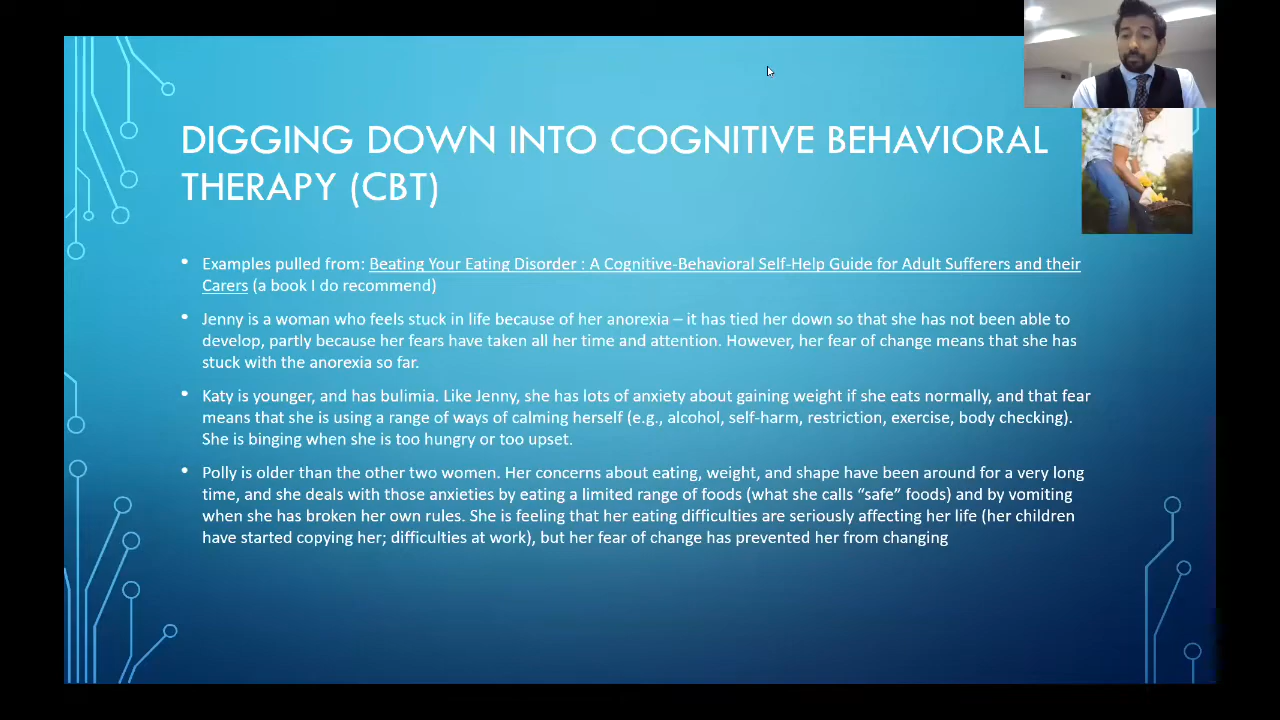 DIGGING DOWN INTO COGNITIVE BEHAVIORAL
THERAPY (CBT)
• Examples pulled from: Beating Your Eating Disorder : A Cognitive-Behavioral Self-Help Guide for Adult Sufferers and their
Carers (a book I do recommend)
• Jenny is a woman who feels stuck in life because of her anorexia – it has tied her down so that she has not been able to
develop, partly because her fears have taken all her time and attention. However, her fear of change means that she has
stuck with the anorexia so far.
• Katy is younger, and has bulimia. Like Jenny, she has lots of anxiety about gaining weight if she eats normally, and that fear
means that she is using a range of ways of calming herself (e.g., alcohol, self-harm, restriction, exercise, body checking).
She is binging when she is too hungry or too upset.
• Polly is older than the other two women. Her concerns about eating, weight, and shape have been around for a very long
time, and she deals with those anxieties by eating a limited range of foods (what she calls “safe” foods) and by vomiting
when she has broken her own rules. She is feeling that her eating difficulties are seriously affecting her life (her children
have started copying her; difficulties at work), but her fear of change has prevented her from changing